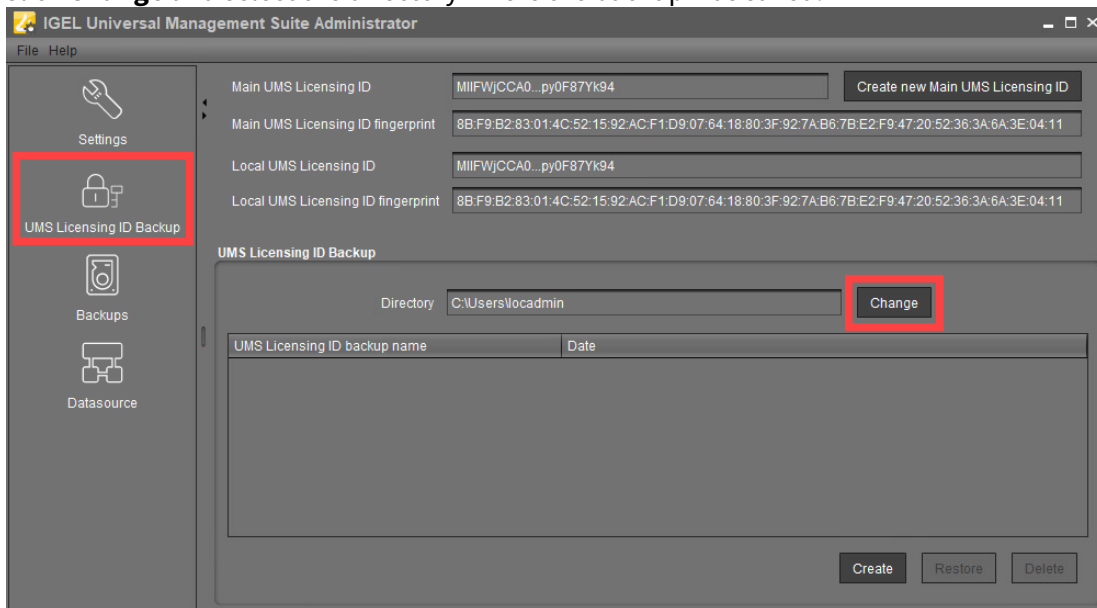 IGEL Universal Management Suite Administrator
File Help
Settings
UMS Licensing ID Backup
Backups
Datasource
Main UMS Licensing ID MIIFWjCCA0...py0F87Yk94 Create new Main UMS Licensing ID
Main UMS Licensing ID fingerprint 8B:F9:B2:83:01:4C:52:15:92:AC:F1:D9:07:64:18:80:3F:92:7A:B6:7B:E2:F9:47:20:52:36:3A:6A:3E:04:11
Local UMS Licensing ID MIIFWjCCA0...py0F87Yk94
Local UMS Licensing ID fingerprint 8B:F9:B2:83:01:4C:52:15:92:AC:F1:D9:07:64:18:80:3F:92:7A:B6:7B:E2:F9:47:20:52:36:3A:6A:3E:04:11
UMS Licensing ID Backup
Directory C:\Users\locadmin Change
UMS Licensing ID backup name Date
Create Restore Delete